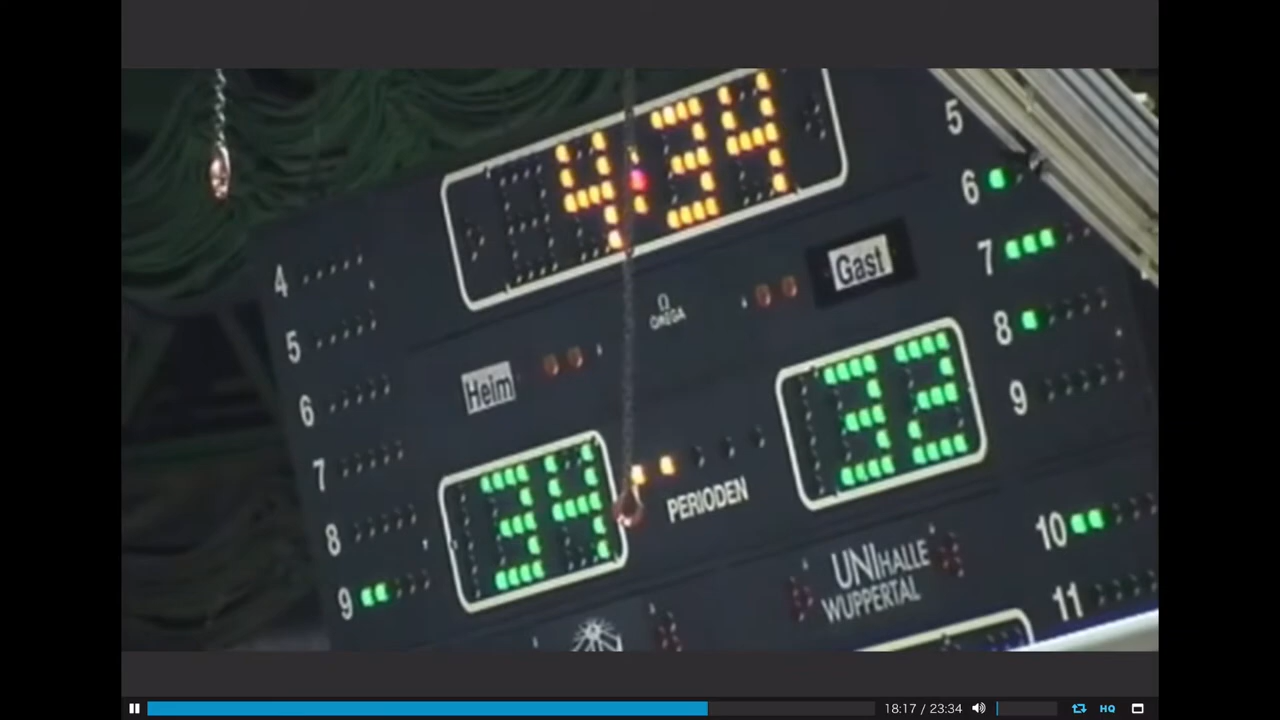 4:34
5
6
7
8
9
10
11
4
5
6
7
8
9
Ω
OMEGA
Gast
Heim
34
32
PERIODEN
UNIHALLE
WUPPERTAL
18:17 / 23:34
HQ